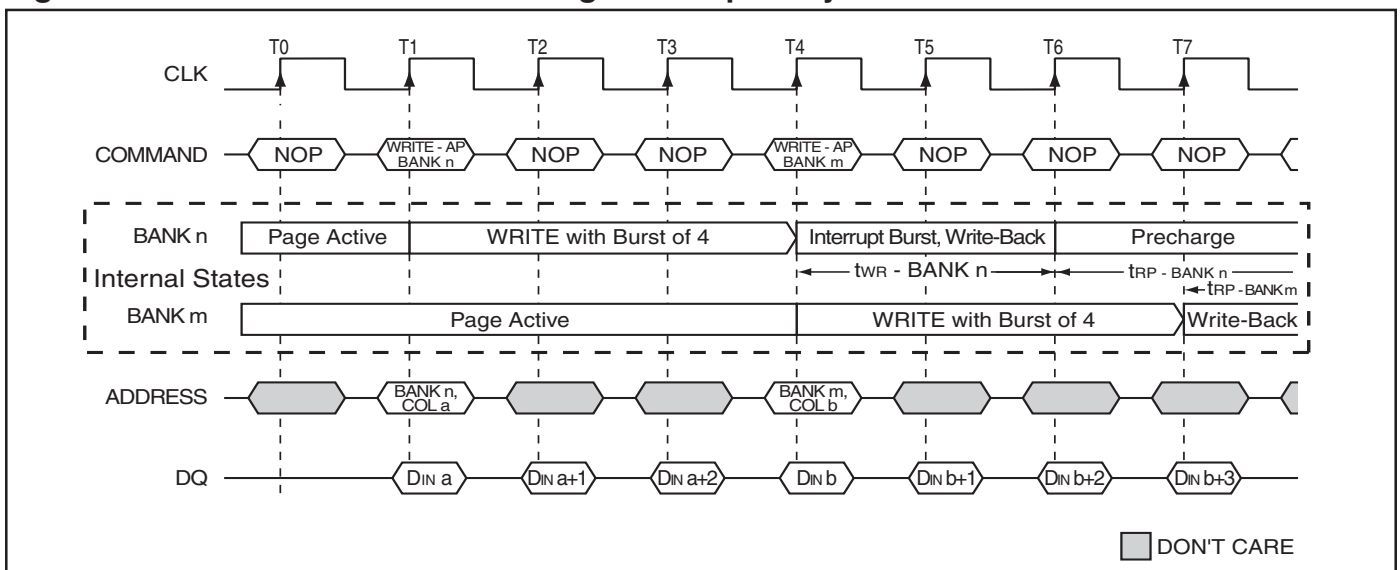 T0 T1 T2 T3 T4 T5 T6 T7
CLK
COMMAND NOP WRITE - AP BANK n NOP NOP WRITE - AP BANK m NOP NOP NOP
BANK n Page Active WRITE with Burst of 4 Interrupt Burst, Write-Back Precharge
tWR - BANK n tRP - BANK n
Internal States
tRP - BANK m
BANK m Page Active WRITE with Burst of 4 Write-Back
ADDRESS BANK n, COL a BANK m, COL b
DQ DIN a DIN a+1 DIN a+2 DIN b DIN b+1 DIN b+2 DIN b+3
DON'T CARE